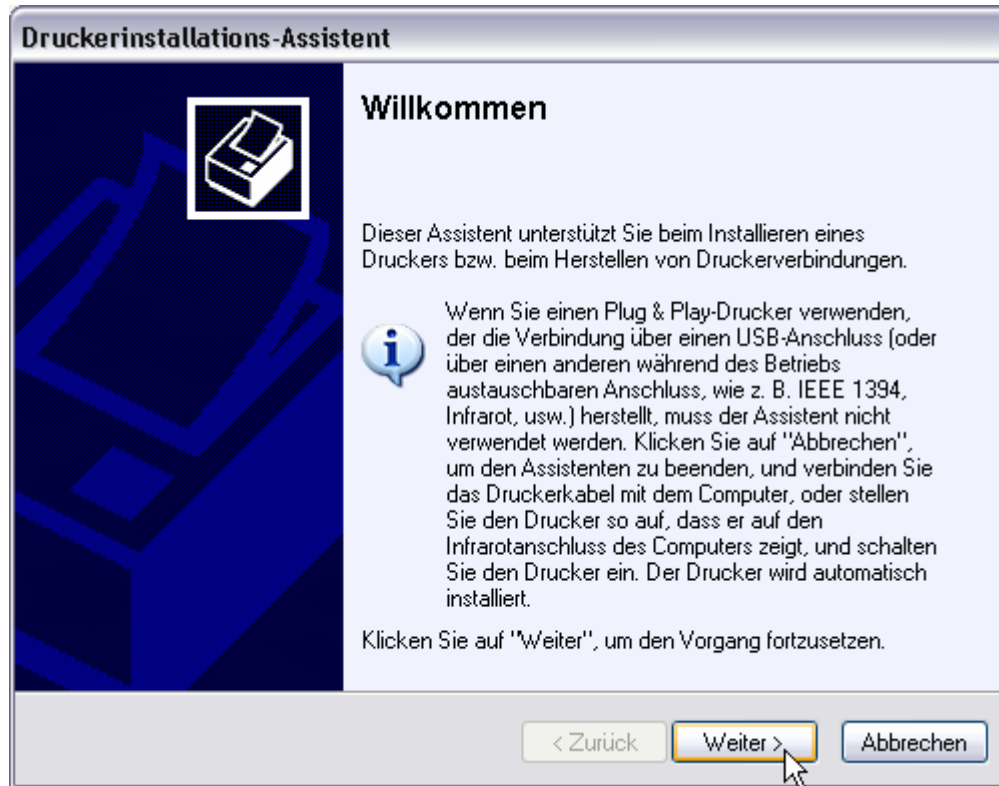 Druckerinstallations-Assistent
Willkommen
Dieser Assistent unterstützt Sie beim Installieren eines
Druckers bzw. beim Herstellen von Druckerverbindungen.
Wenn Sie einen Plug & Play-Drucker verwenden,
der die Verbindung über einen USB-Anschluss (oder
über einen anderen während des Betriebs
austauschbaren Anschluss, wie z. B. IEEE 1394,
Infrarot, usw.) herstellt, muss der Assistent nicht
verwendet werden. Klicken Sie auf "Abbrechen",
um den Assistenten zu beenden, und verbinden Sie
das Druckerkabel mit dem Computer, oder stellen
Sie den Drucker so auf, dass er auf den
Infrarotanschluss des Computers zeigt, und schalten
Sie den Drucker ein. Der Drucker wird automatisch
installiert.
Klicken Sie auf "Weiter", um den Vorgang fortzusetzen.
< Zurück Weiter > Abbrechen